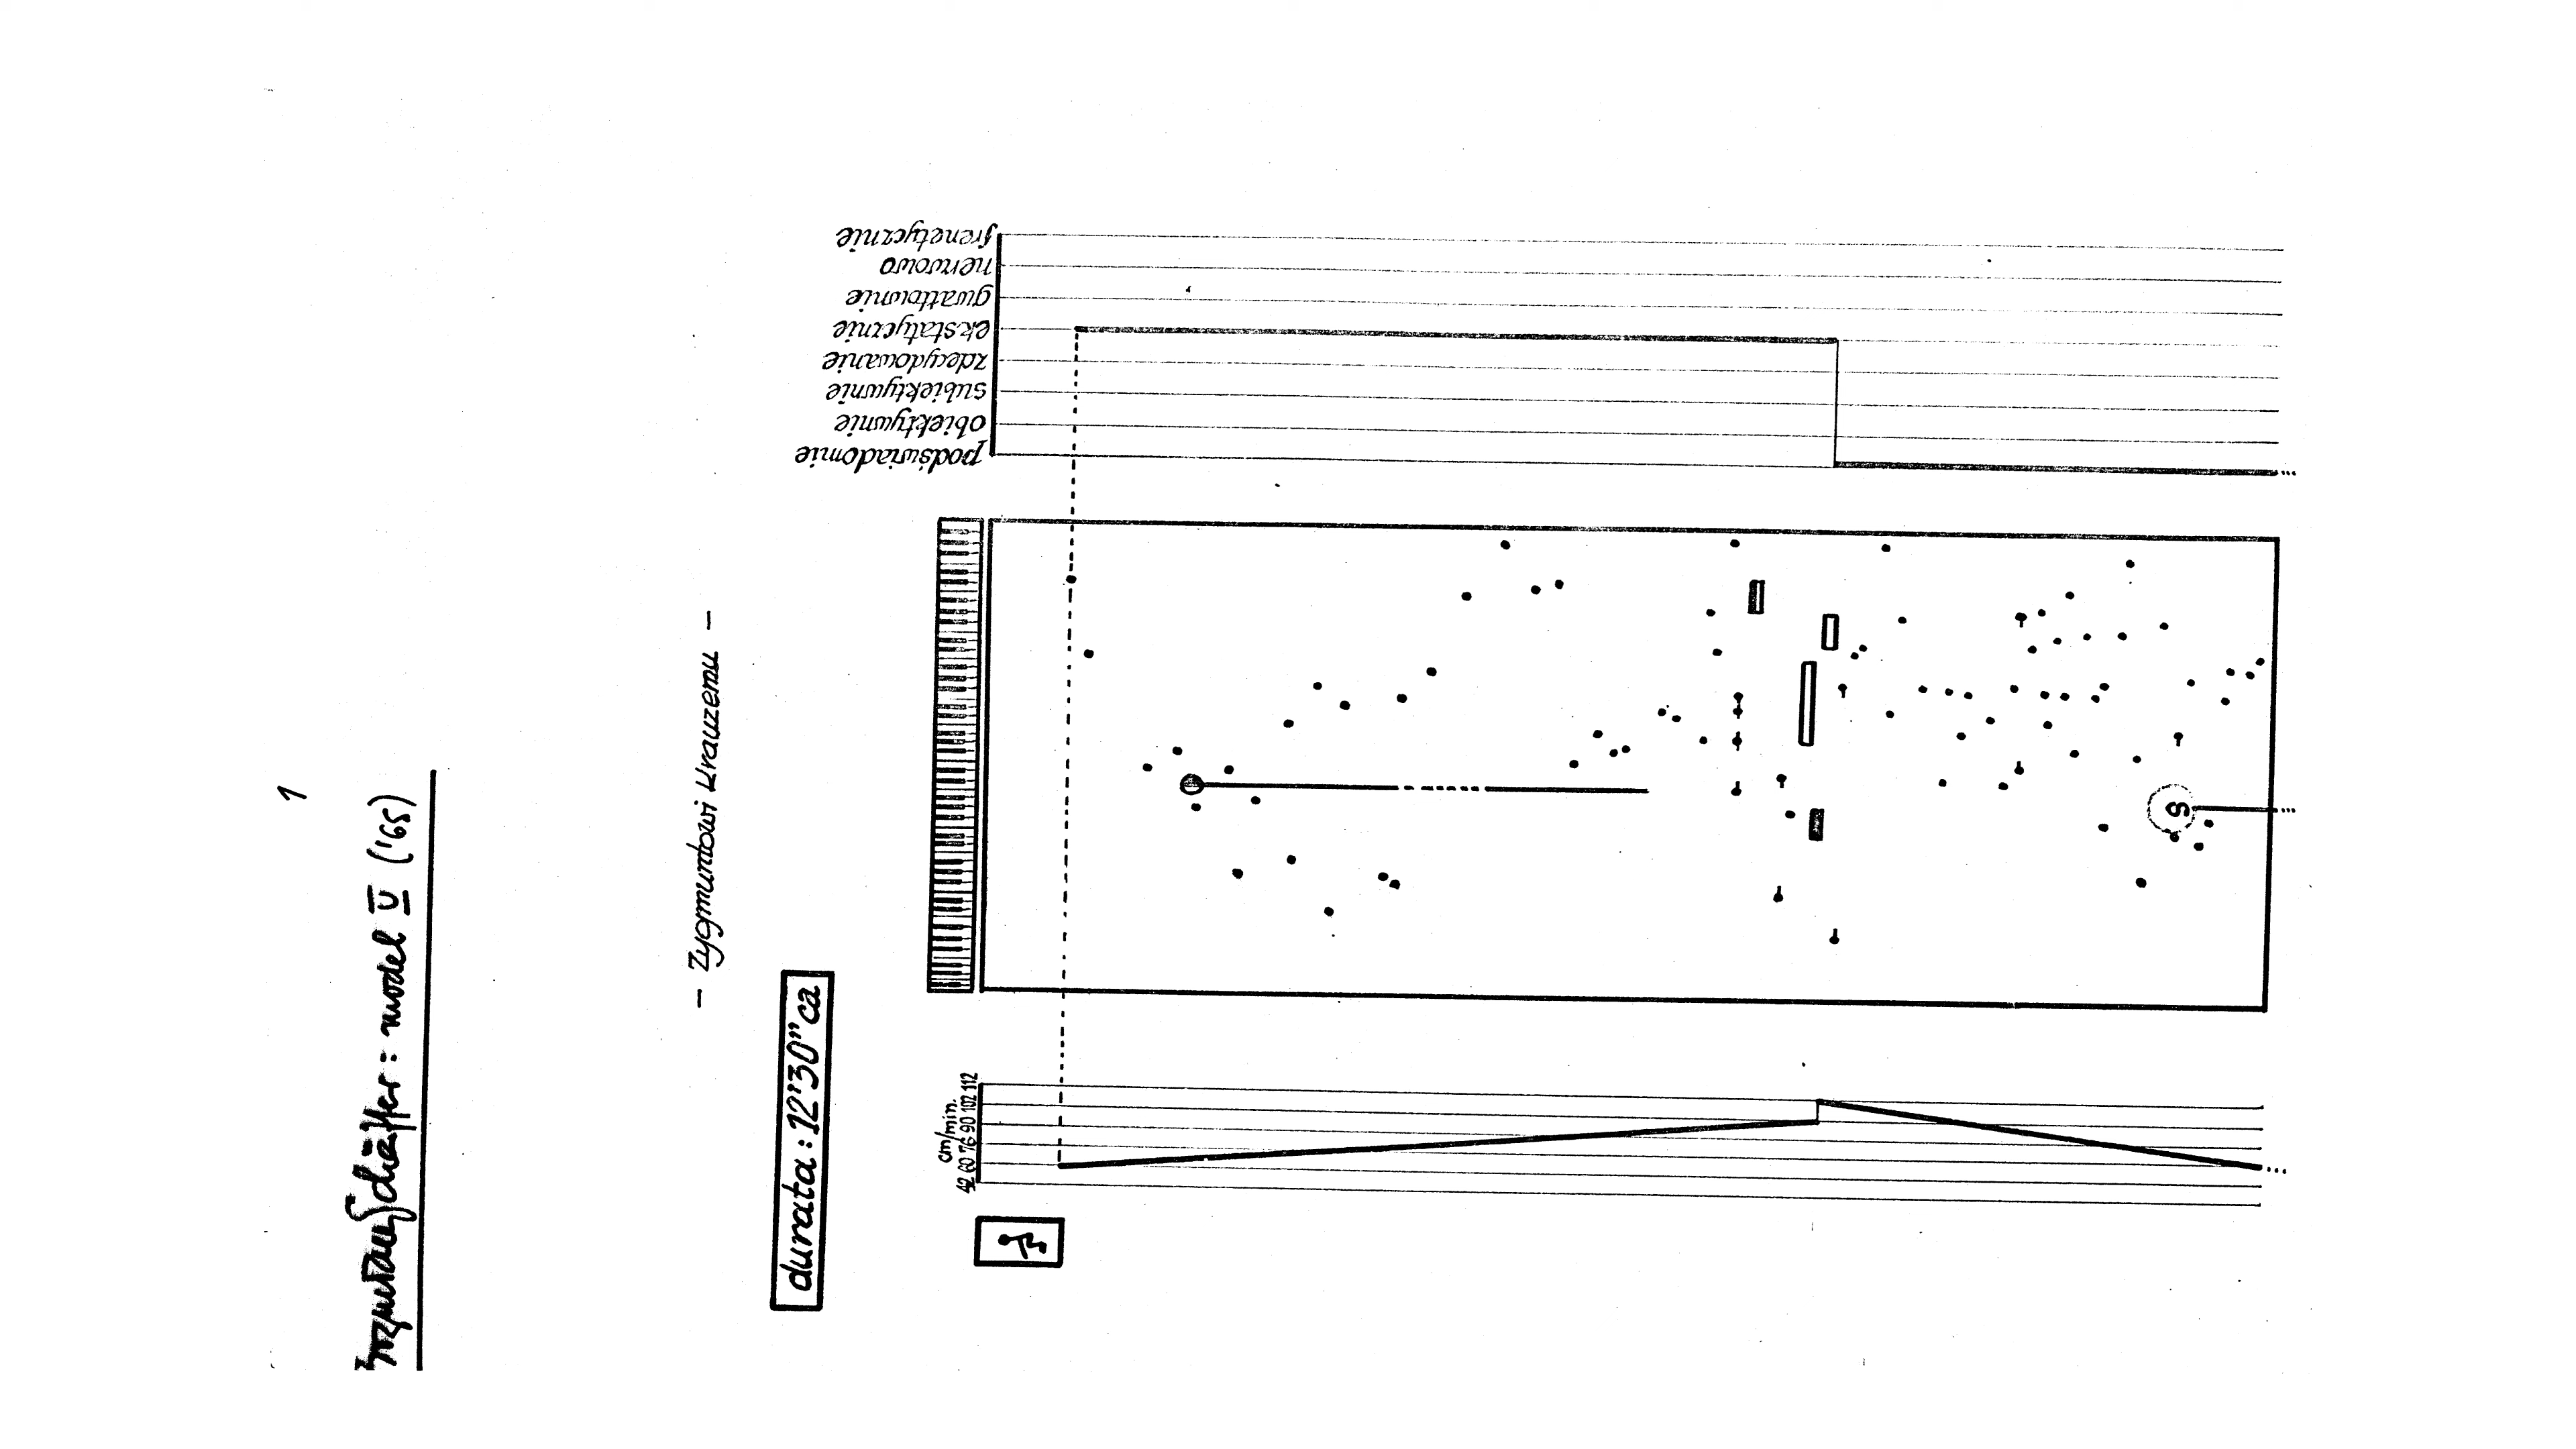 1
bogusław schäffer : model V ('65)
— Zygmuntowi Krauzemu —
durata : 12'30" ca
frenetycznie
nerwowo
gwałtownie
ekstatycznie
zdecydowanie
subiektywnie
obiektywnie
podświadomie
S
cm/min.
42 60 76 90 102 112